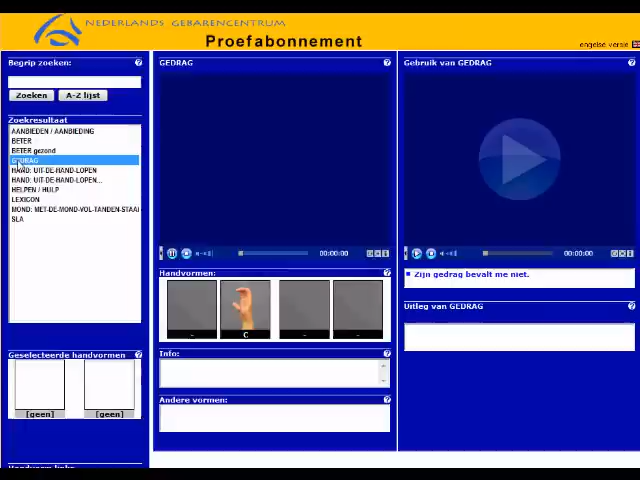 NEDERLANDS GEBARENCENTRUM
Proefabonnement
engelse versie
Begrip zoeken:
Zoeken
A-Z lijst
Zoekresultaat
AANBIEDEN / AANBIEDING
BETER
BETER gezond
GEDRAG
HAND: UIT-DE-HAND-LOPEN
HAND: UIT-DE-HAND-LOPEN...
HELPEN / HULP
LEXICON
MOND: MET-DE-MOND-VOL-TANDEN-STAAI
SLA
Geselecteerde handvormen
[geen]
[geen]
GEDRAG
00:00:00
Handvormen:
-
C
-
-
Info:
Andere vormen:
Gebruik van GEDRAG
00:00:00
Zijn gedrag bevalt me niet.
Uitleg van GEDRAG